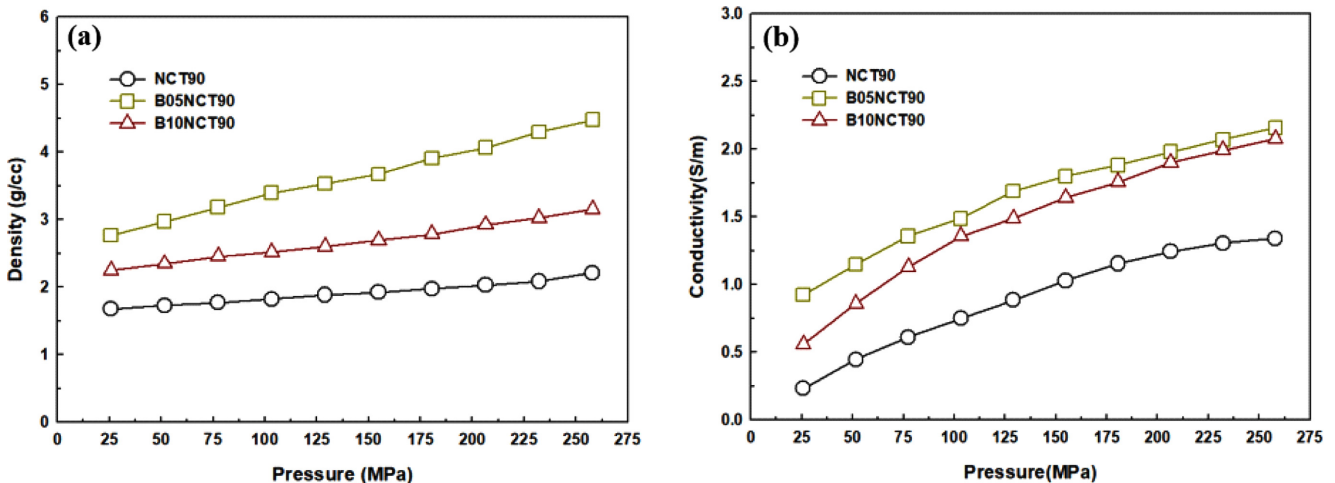 (a)
Density (g/cc)
6
5
4
3
2
1
0
NCT90
B05NCT90
B10NCT90
0 25 50 75 100 125 150 175 200 225 250 275
Pressure (MPa)
(b)
Conductivity(S/m)
3.0
2.5
2.0
1.5
1.0
0.5
0.0
NCT90
B05NCT90
B10NCT90
0 25 50 75 100 125 150 175 200 225 250 275
Pressure(MPa)